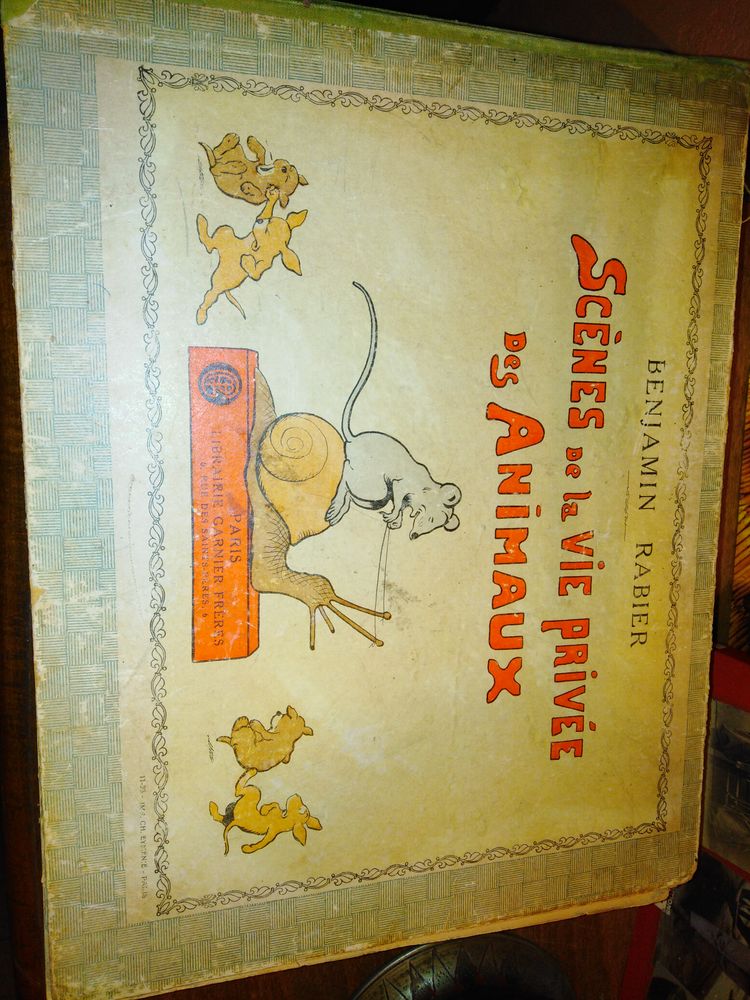 BENJAMIN RABIER
SCÈNES DE la VIE PRIVÉE
DES ANIMAUX
PARIS
LIBRAIRIE GARNIER FRÈRES
6, RUE DES SAINTS-PÈRES, 6